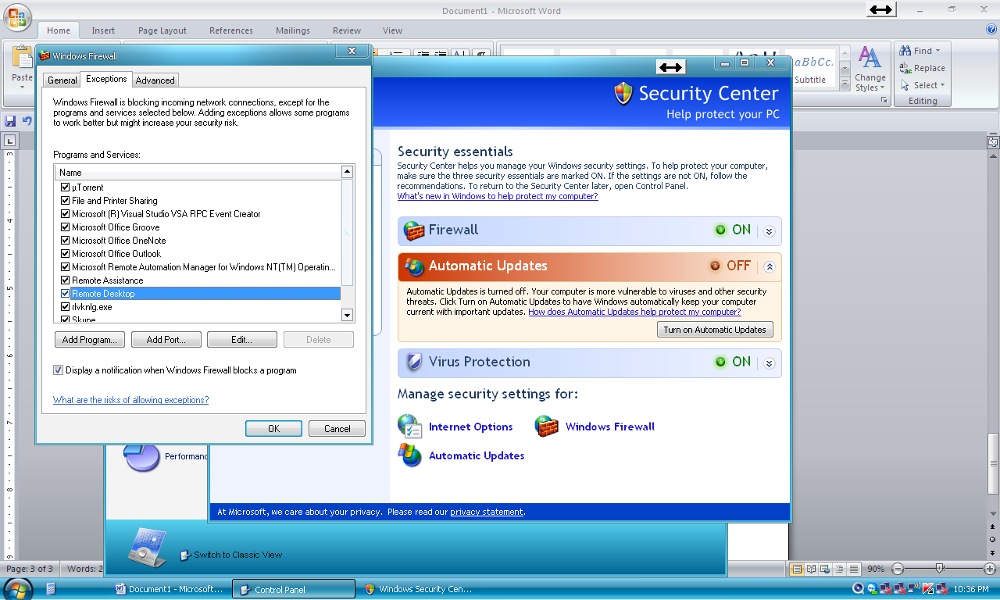 Document1 - Microsoft Word
Home
Insert
Page Layout
References
Mailings
Review
View
Paste
AaBbCc.
Subtitle
Change
Styles
Find
Replace
Select
Editing
Windows Firewall
General
Exceptions
Advanced
Windows Firewall is blocking incoming network connections, except for the
programs and services selected below. Adding exceptions allows some programs
to work better but might increase your security risk.
Programs and Services:
Name
µTorrent
File and Printer Sharing
Microsoft (R) Visual Studio VSA RPC Event Creator
Microsoft Office Groove
Microsoft Office OneNote
Microsoft Office Outlook
Microsoft Remote Automation Manager for Windows NT(TM) Operatin...
Remote Assistance
Remote Desktop
rilvknlg.exe
Skype
Add Program...
Add Port...
Edit...
Delete
Display a notification when Windows Firewall blocks a program
What are the risks of allowing exceptions?
OK
Cancel
Security Center
Help protect your PC
Security essentials
Security Center helps you manage your Windows security settings. To help protect your computer,
make sure the three security essentials are marked ON. If the settings are not ON, follow the
recommendations. To return to the Security Center later, open Control Panel.
What's new in Windows to help protect my computer?
Firewall
ON
Automatic Updates
OFF
Automatic Updates is turned off. Your computer is more vulnerable to viruses and other security
threats. Click Turn on Automatic Updates to have Windows automatically keep your computer
current with important updates. How does Automatic Updates help protect my computer?
Turn on Automatic Updates
Virus Protection
ON
Manage security settings for:
Internet Options
Windows Firewall
Automatic Updates
At Microsoft, we care about your privacy. Please read our privacy statement.
Performanc
Switch to Classic View
3
4
5
6
7
8
9
Page: 3 of 3
Words: 2
90%
Document1 - Microsoft...
Control Panel
Windows Security Cen...
10:36 PM